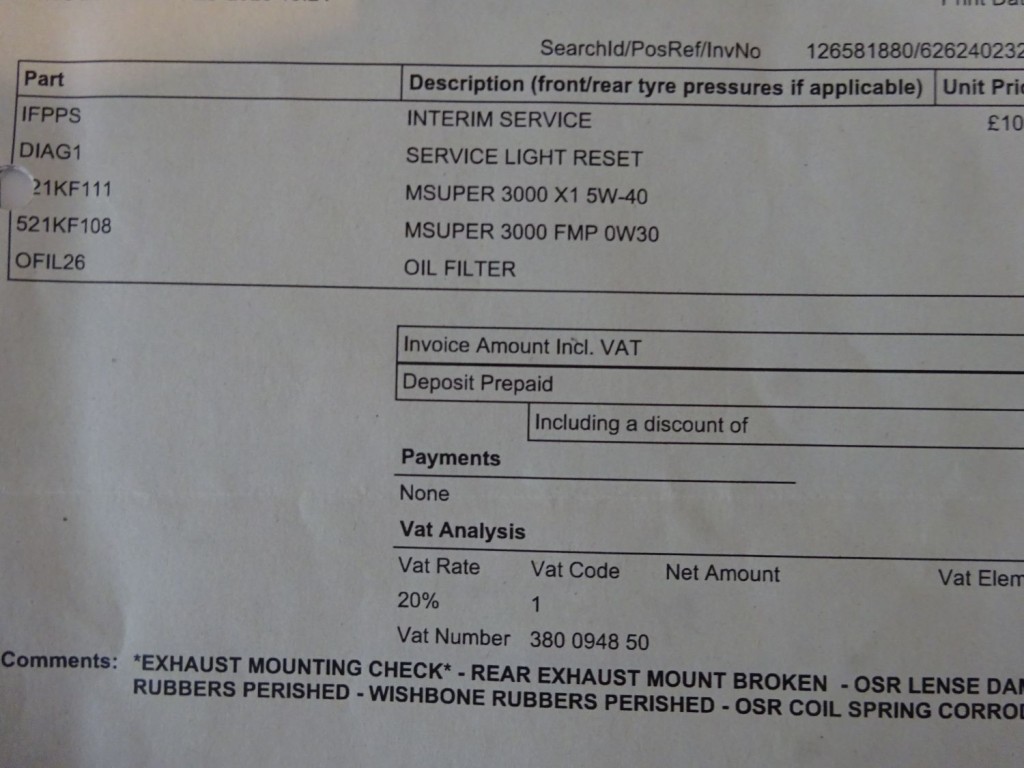 SearchId/PosRef/InvNo 126581880/626240232
Part Description (front/rear tyre pressures if applicable) Unit
IFPPS INTERIM SERVICE £10
DIAG1 SERVICE LIGHT RESET
21KF111 MSUPER 3000 X1 5W-40
521KF108 MSUPER 3000 FMP 0W30
OFIL26 OIL FILTER
Invoice Amount Incl. VAT
Deposit Prepaid
Including a discount of
Payments
None
Vat Analysis
Vat Rate Vat Code Net Amount Vat Elem
20% 1
Vat Number 380 0948 50
Comments: *EXHAUST MOUNTING CHECK* - REAR EXHAUST MOUNT BROKEN - OSR LENSE
RUBBERS PERISHED - WISHBONE RUBBERS PERISHED - OSR COIL SPRING